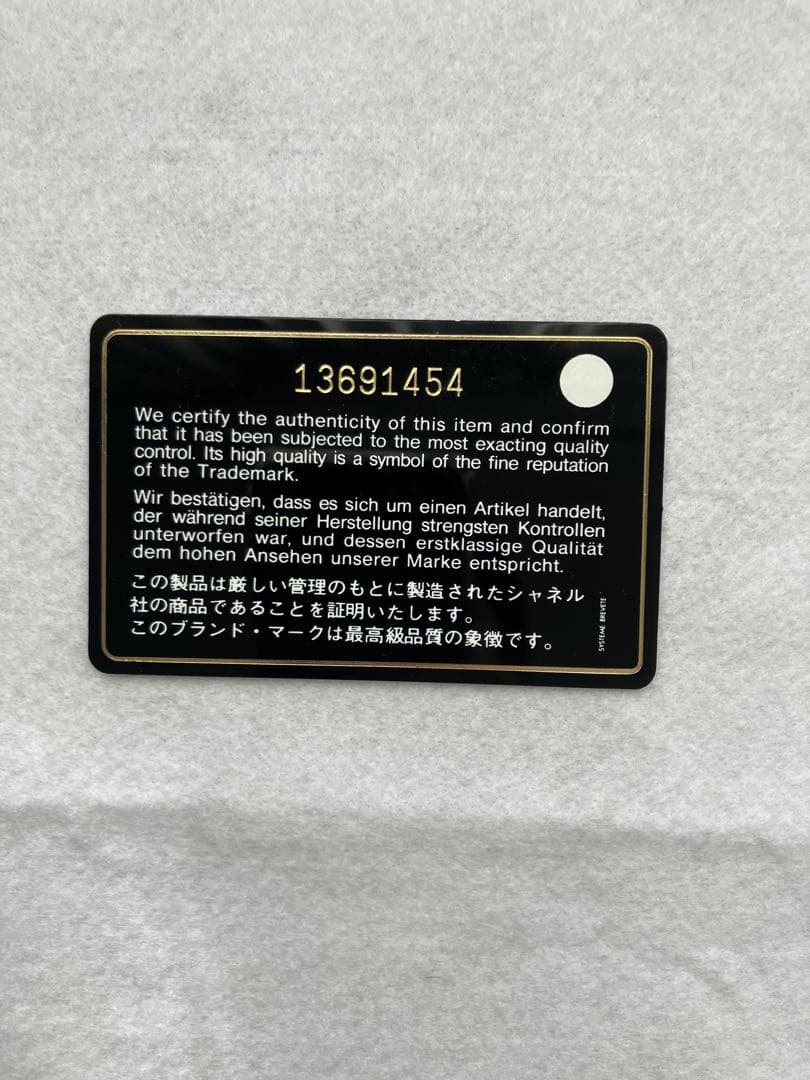 13691454
We certify the authenticity of this item and confirm
that it has been subjected to the most exacting quality
control. Its high quality is a symbol of the fine reputation
of the Trademark.
Wir bestätigen, dass es sich um einen Artikel handelt,
der während seiner Herstellung strengsten Kontrollen
unterworfen war, und dessen erstklassige Qualität
dem hohen Ansehen unserer Marke entspricht.
この製品は厳しい管理のもとに製造されたシャネル
社の商品であることを証明いたします。
このブランド・マークは最高級品質の象徴です。
SYSTEME BREVETE